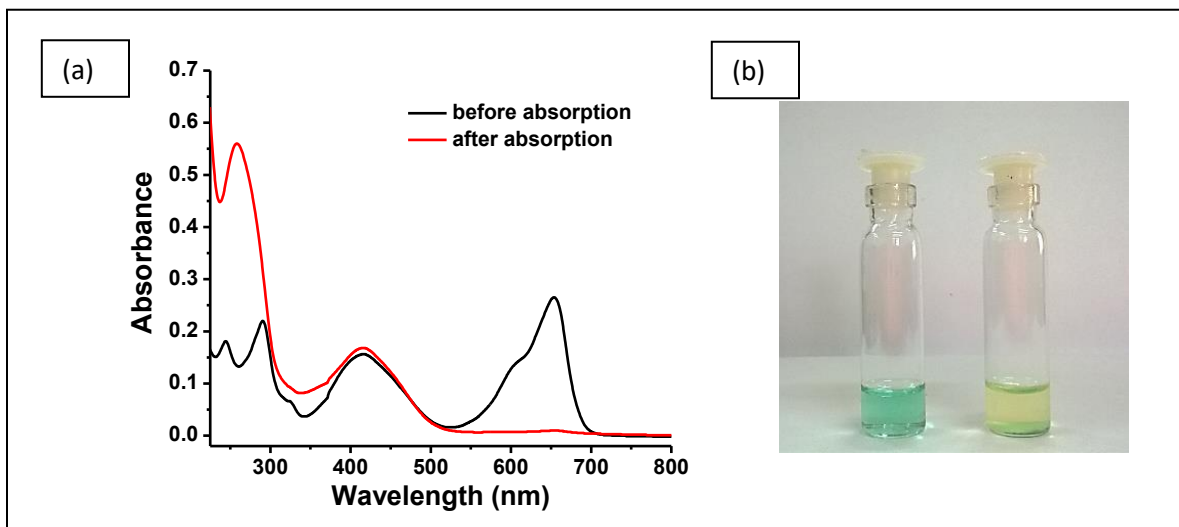 (a)
0.7
0.6
0.5
0.4
0.3
0.2
0.1
0.0
Absorbance
before absorption
after absorption
300 400 500 600 700 800
Wavelength (nm)
(b)